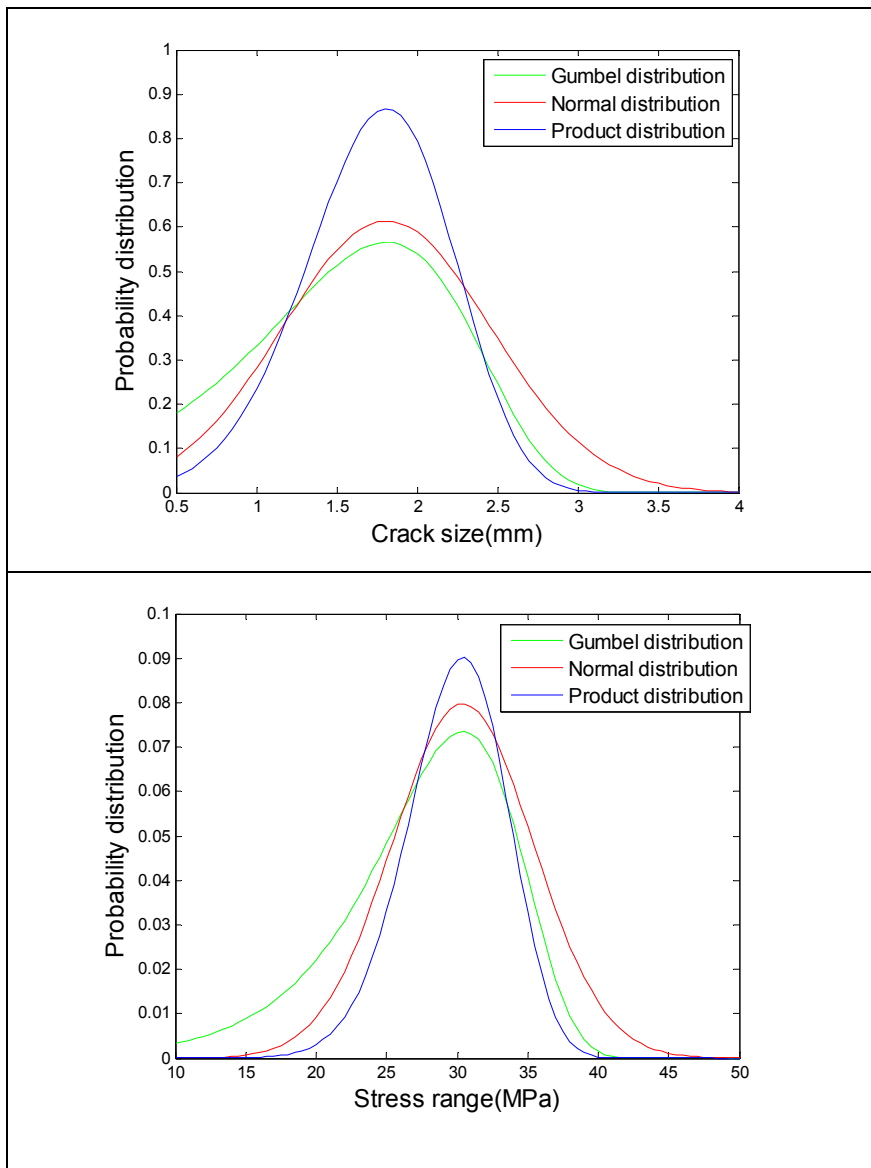 1
0.9
0.8
0.7
0.6
0.5
0.4
0.3
0.2
0.1
0
Probability distribution
Gumbel distribution
Normal distribution
Product distribution
0.5 1 1.5 2 2.5 3 3.5 4
Crack size(mm)
0.1
0.09
0.08
0.07
0.06
0.05
0.04
0.03
0.02
0.01
0
Probability distribution
Gumbel distribution
Normal distribution
Product distribution
10 15 20 25 30 35 40 45 50
Stress range(MPa)